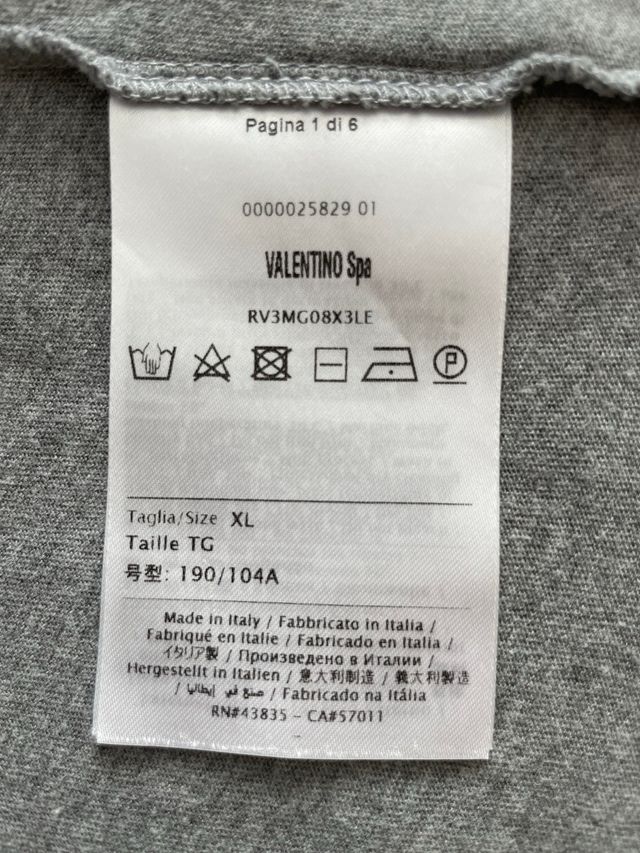 Pagina 1 di 6
0000025829 01
VALENTINO Spa
RV3MG08X3LE
P
Taglia/Size XL
Taille TG
号型: 190/104A
Made in Italy / Fabbricato in Italia /
Fabriqué en Italie / Fabricado en Italia /
イタリア製 / Произведено в Италии /
Hergestellt in Italien / 意大利制造 / 義大利製造
/ صنع في إيطاليا / Fabricado na Itália
RN#43835 – CA#57011